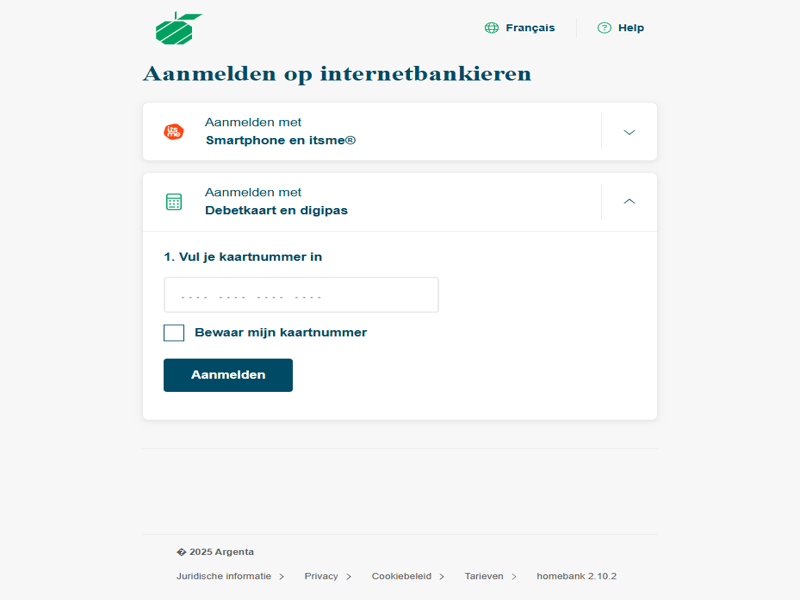 Français
Help
Aanmelden op internetbankieren
Aanmelden met
its
me
Smartphone en itsme®
Aanmelden met
Debetkaart en digipas
1. Vul je kaartnummer in
---- ---- ---- ----
Bewaar mijn kaartnummer
Aanmelden
� 2025 Argenta
Juridische informatie
Privacy
Cookiebeleid
Tarieven
homebank 2.10.2